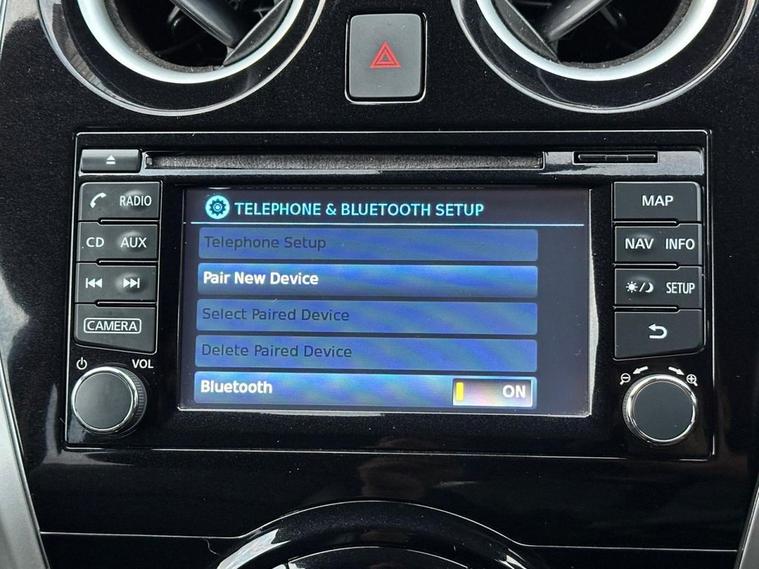 RADIO
CD AUX
CAMERA
VOL
TELEPHONE & BLUETOOTH SETUP
Telephone Setup
Pair New Device
Select Paired Device
Delete Paired Device
Bluetooth ON
MAP
NAV INFO
SETUP